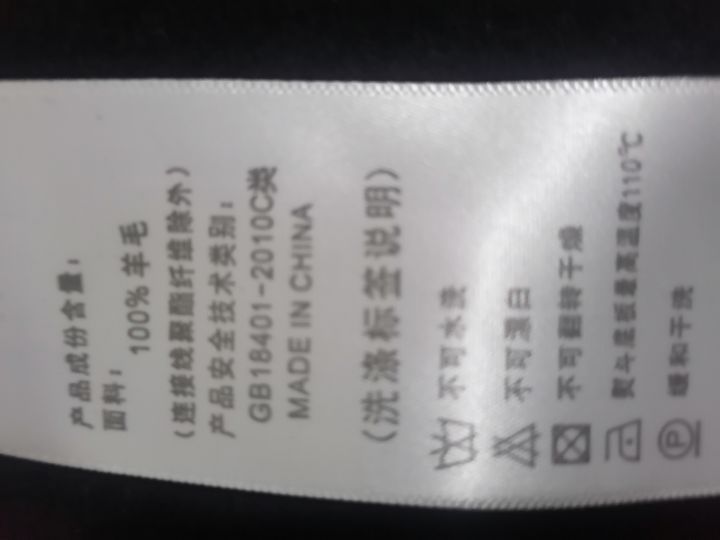 产品成份含量：
面料：
100% 羊毛
(连接线聚酯纤维除外)
产品安全技术类别：
GB18401-2010C类
MADE IN CHINA
(洗涤标签说明)
不可水洗
不可漂白
不可翻转干燥
熨斗底板最高温度110℃
P 缓和干洗